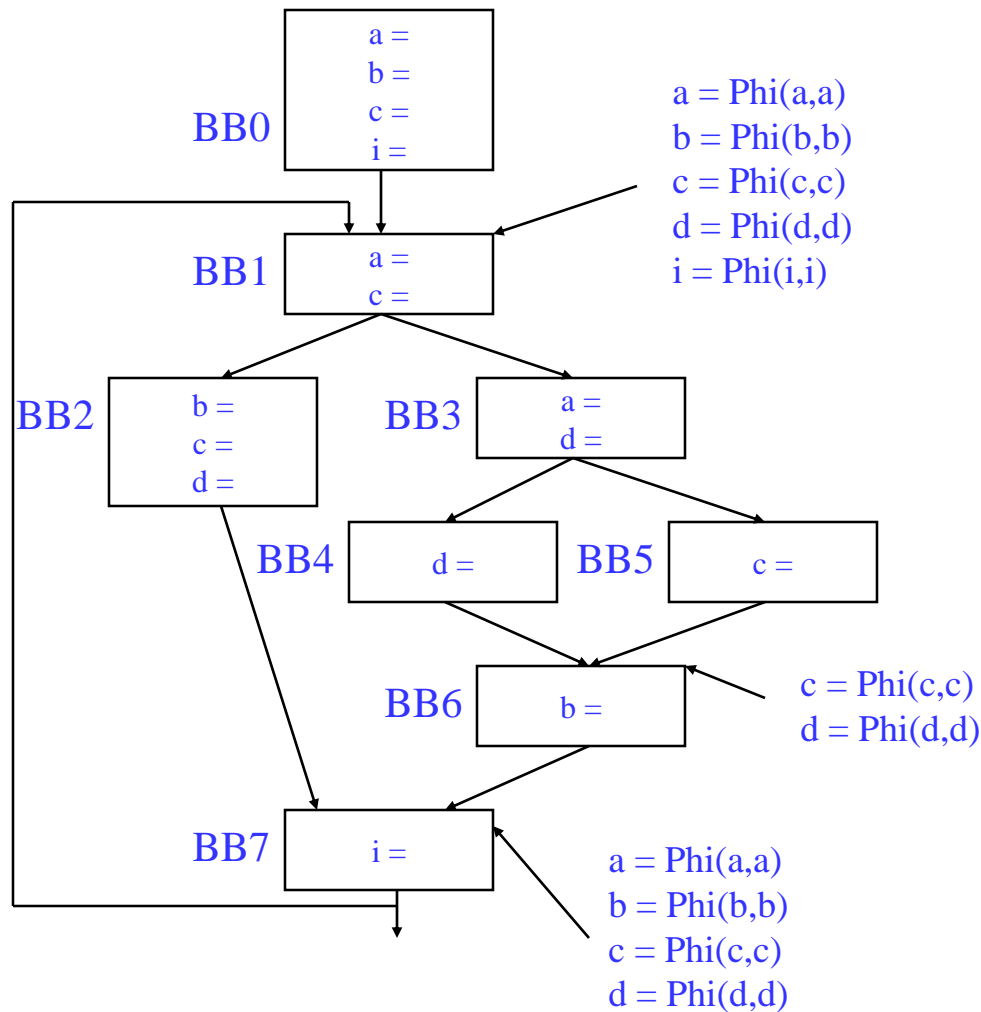 a =
b =
c =
i =
BB0
a = Phi(a,a)
b = Phi(b,b)
c = Phi(c,c)
d = Phi(d,d)
i = Phi(i,i)
BB1
a =
c =
BB2
b =
c =
d =
BB3
a =
d =
BB4
d =
BB5
c =
BB6
b =
c = Phi(c,c)
d = Phi(d,d)
BB7
i =
a = Phi(a,a)
b = Phi(b,b)
c = Phi(c,c)
d = Phi(d,d)